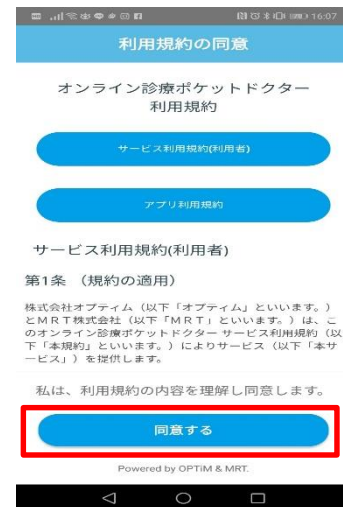 16:07
利用規約の同意
オンライン診療ポケットドクター
利用規約
サービス利用規約(利用者)
アプリ利用規約
サービス利用規約(利用者)
第1条 （規約の適用）
株式会社オプティム（以下「オプティム」といいます。）
とMRT株式会社（以下「MRT」といいます。）は、こ
のオンライン診療ポケットドクター サービス利用規約（以
下「本規約」といいます。）によりサービス（以下「本サ
ービス」）を提供します。
私は、利用規約の内容を理解し同意します。
同意する
Powered by OPTiM & MRT.